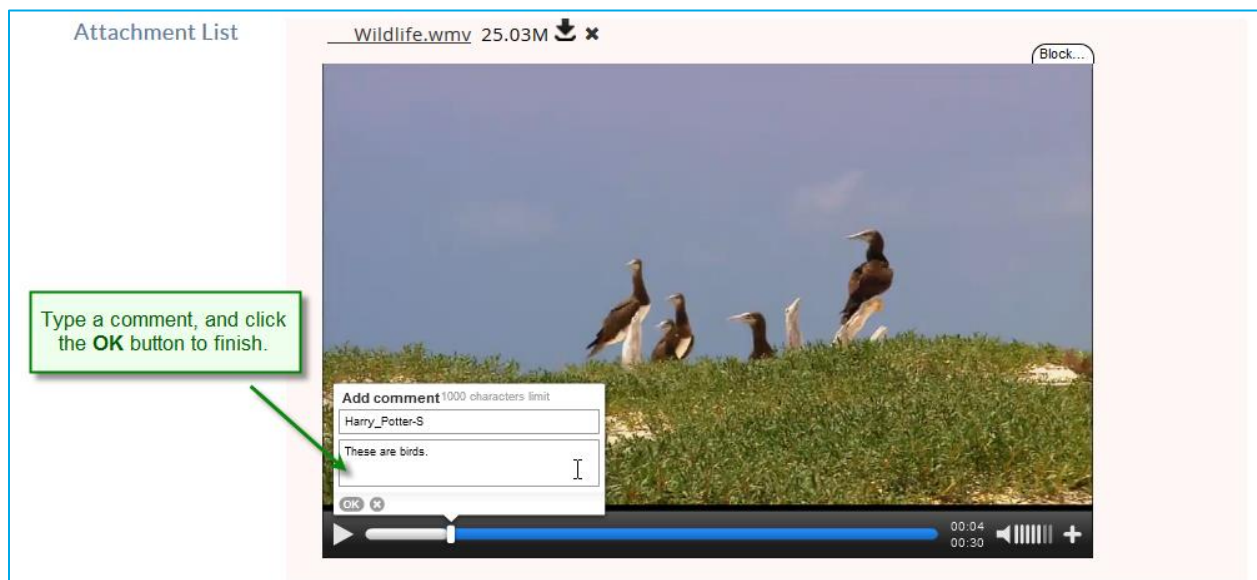 Attachment List
Wildlife.wmv 25.03M
Block...
Type a comment, and click
the OK button to finish.
Add comment 1000 characters limit
Harry_Potter-S
These are birds.
OK
00:04
00:30